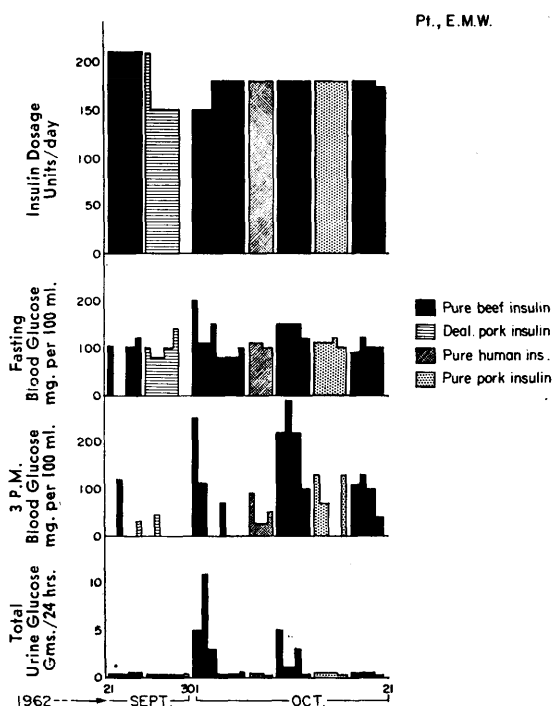 Pt., E.M.W.
Insulin Dosage
Units/day
200
150
100
50
0
Fasting
Blood Glucose
mg. per 100 ml.
200
100
0
3 P.M.
Blood Glucose
mg. per 100 ml.
200
100
0
Total
Urine Glucose
Gms./24 hrs.
10
5
0
Pure beef insulin
Deal. pork insulin
Pure human ins.
Pure pork insulin
21 30 1 21
1962 SEPT. OCT.